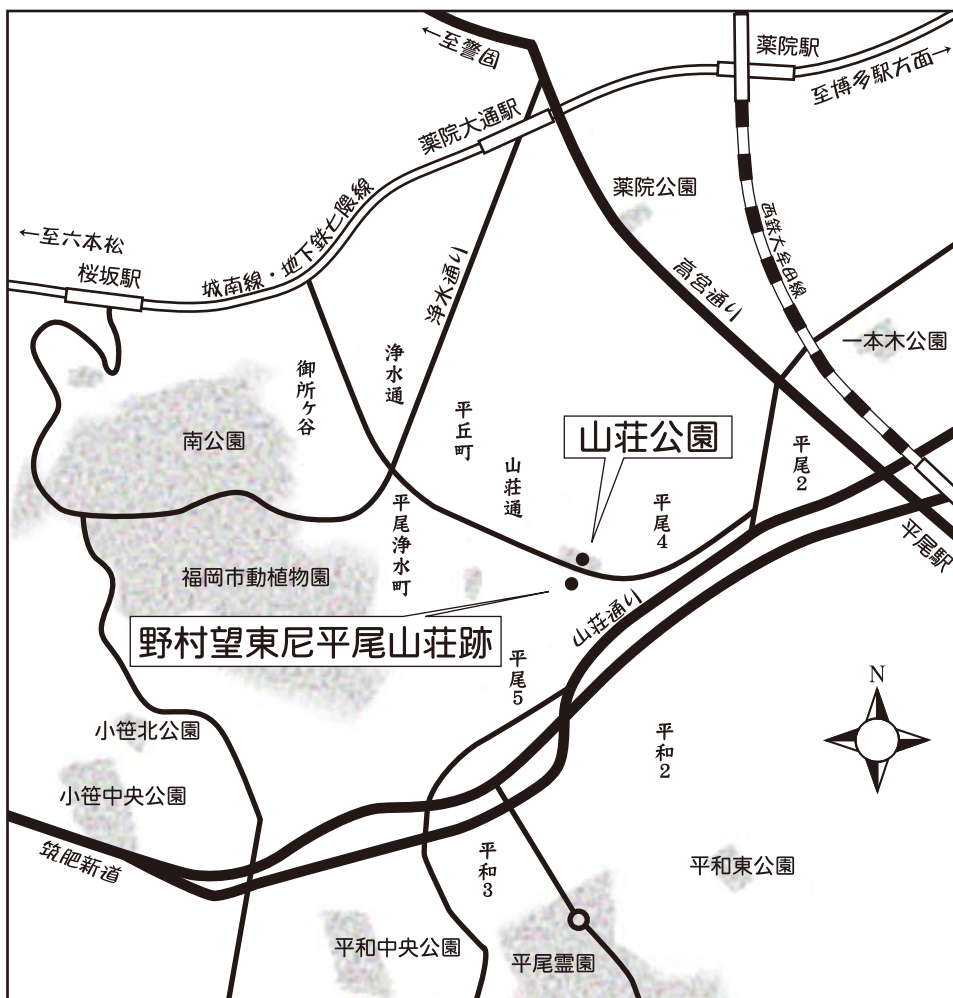 ←至警固
薬院駅
至博多駅方面→
薬院大通駅
薬院公園
←至六本松
桜坂駅
城南線・地下鉄七隈線
浄水通り
高宮通り
西鉄大牟田線
一本木公園
御所ケ谷
浄水通
平丘町
南公園
山荘公園
山荘通
平尾4
平尾2
平尾浄水町
平尾駅
福岡市動植物園
山荘通り
野村望東尼平尾山荘跡
平尾5
N
小笹北公園
平和2
小笹中央公園
筑肥新道
平和3
平和東公園
平和中央公園
平尾霊園